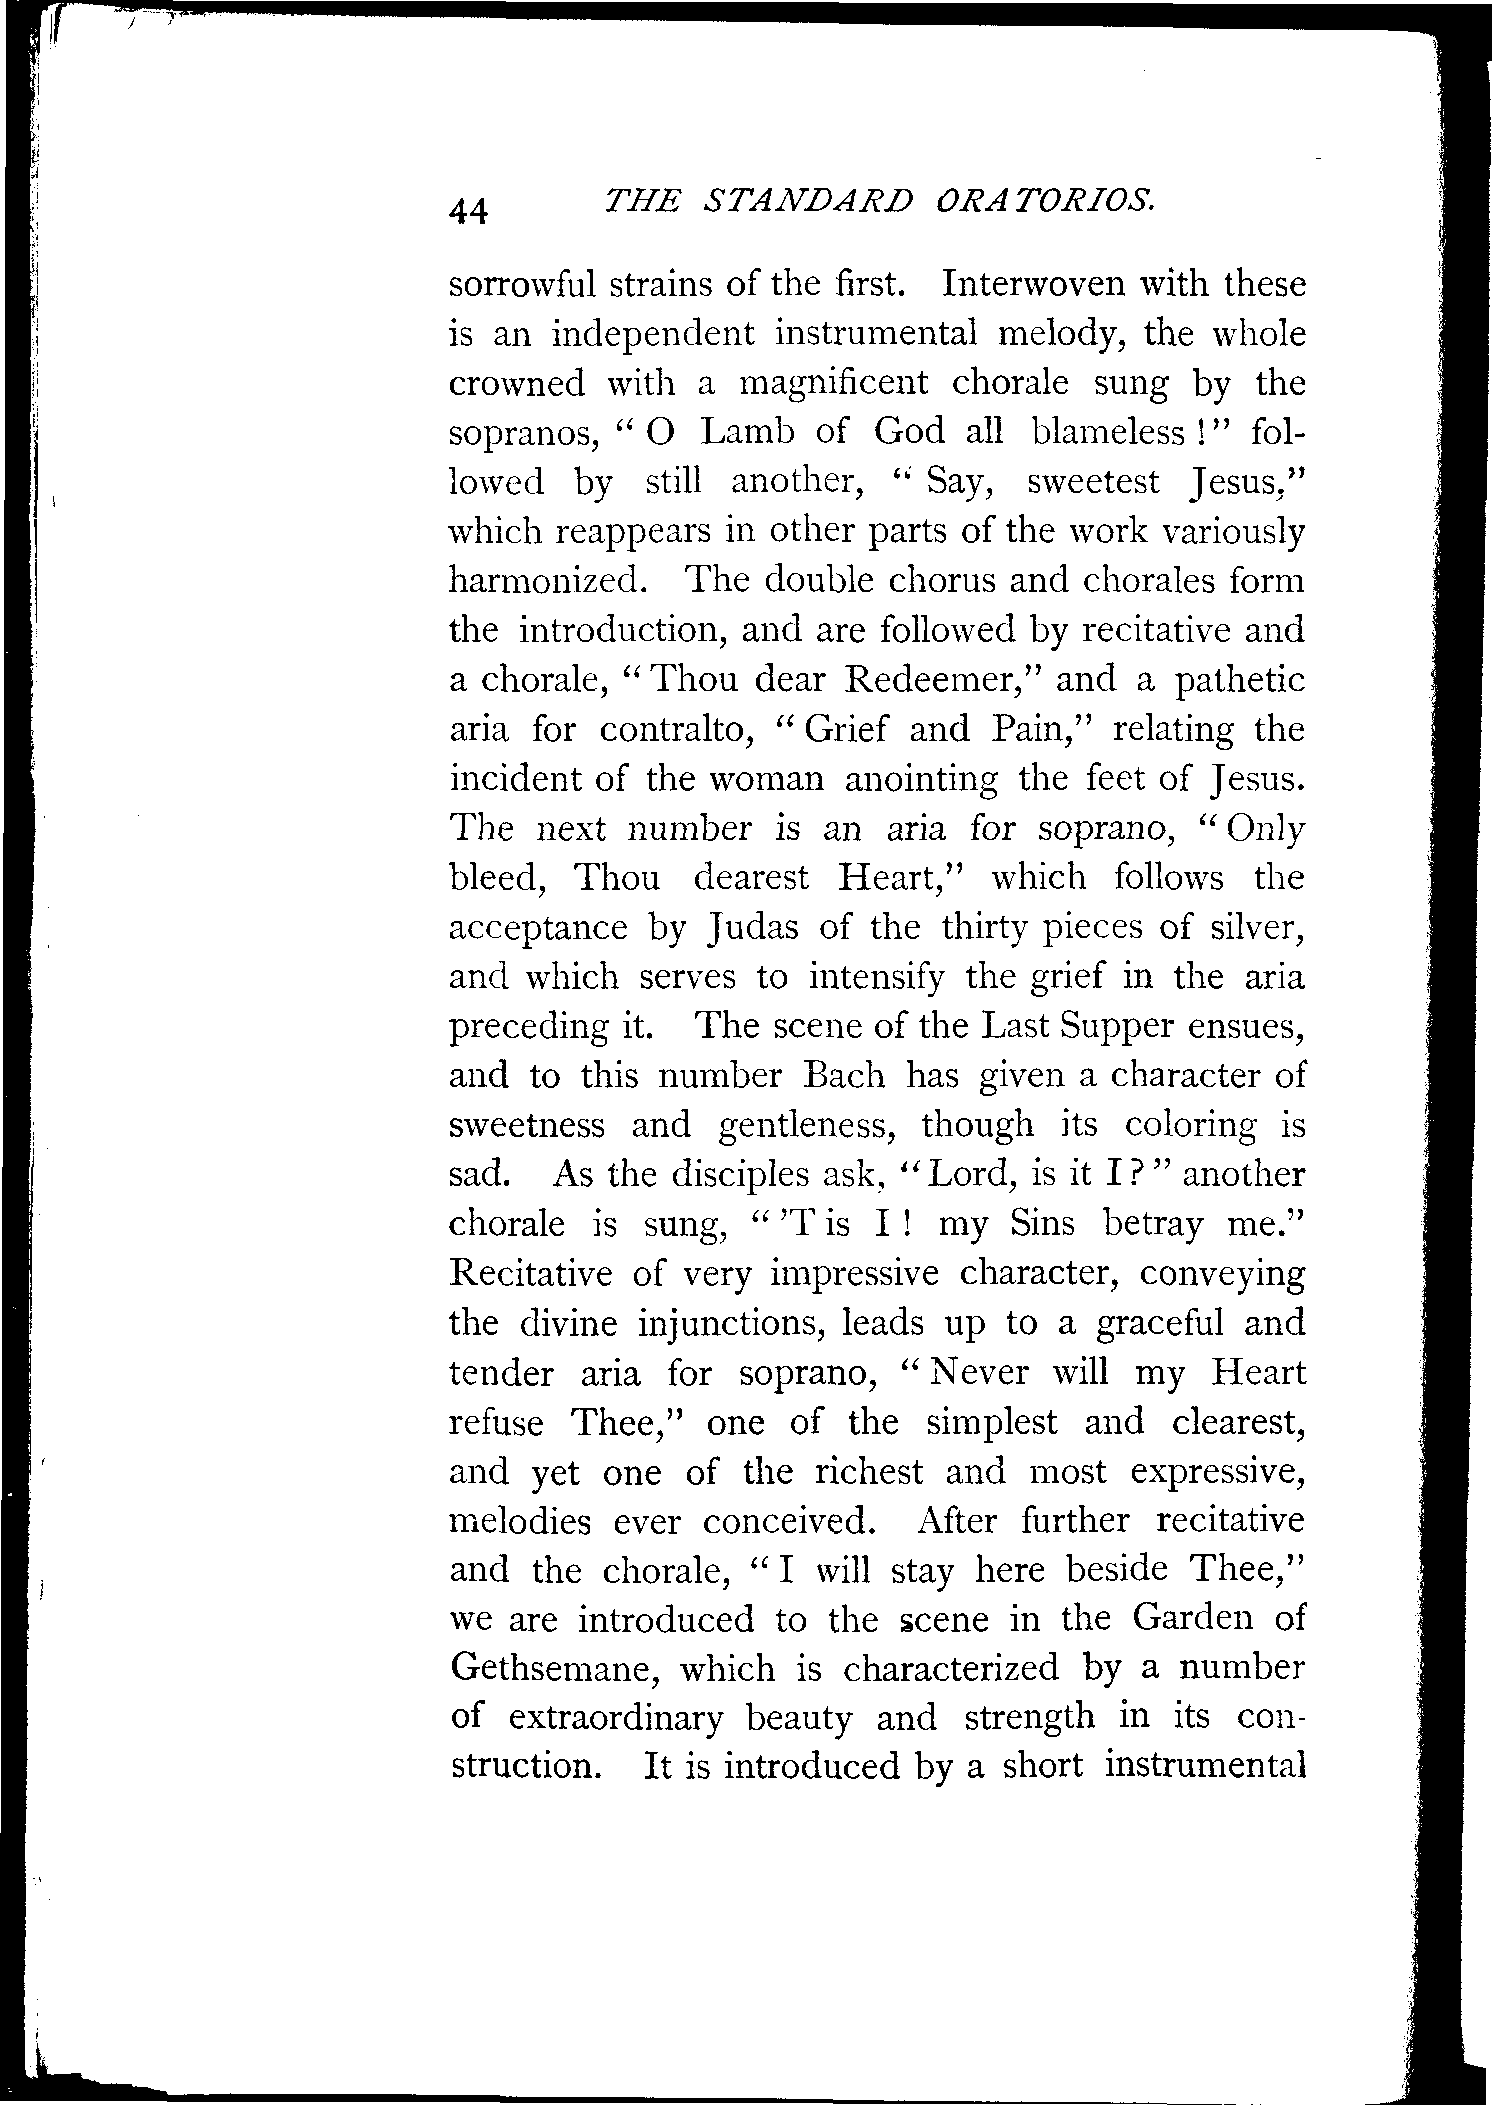 44 THE STANDARD ORATORIOS.
sorrowful strains of the first. Interwoven with these
is an independent instrumental melody, the whole
crowned with a magnificent chorale sung by the
sopranos, “ O Lamb of God all blameless !” fol-
lowed by still another, “ Say, sweetest Jesus,”
which reappears in other parts of the work variously
harmonized. The double chorus and chorales form
the introduction, and are followed by recitative and
a chorale, “ Thou dear Redeemer,” and a pathetic
aria for contralto, “ Grief and Pain,” relating the
incident of the woman anointing the feet of Jesus.
The next number is an aria for soprano, “ Only
bleed, Thou dearest Heart,” which follows the
acceptance by Judas of the thirty pieces of silver,
and which serves to intensify the grief in the aria
preceding it. The scene of the Last Supper ensues,
and to this number Bach has given a character of
sweetness and gentleness, though its coloring is
sad. As the disciples ask, “ Lord, is it I ? ” another
chorale is sung, “ ’T is I ! my Sins betray me.”
Recitative of very impressive character, conveying
the divine injunctions, leads up to a graceful and
tender aria for soprano, “ Never will my Heart
refuse Thee,” one of the simplest and clearest,
and yet one of the richest and most expressive,
melodies ever conceived. After further recitative
and the chorale, “ I will stay here beside Thee,”
we are introduced to the scene in the Garden of
Gethsemane, which is characterized by a number
of extraordinary beauty and strength in its con-
struction. It is introduced by a short instrumental